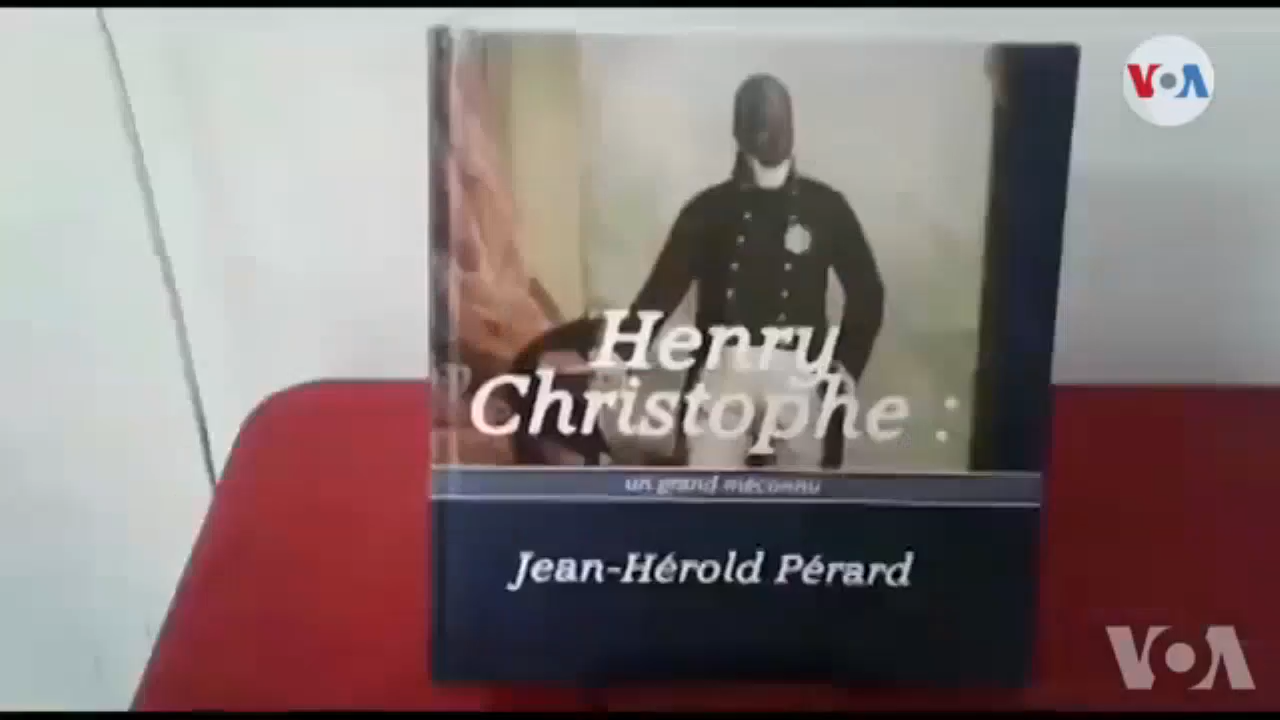 VOA
Henry
Christophe :
un grand méconnu
Jean-Hérold Pérard
VOA